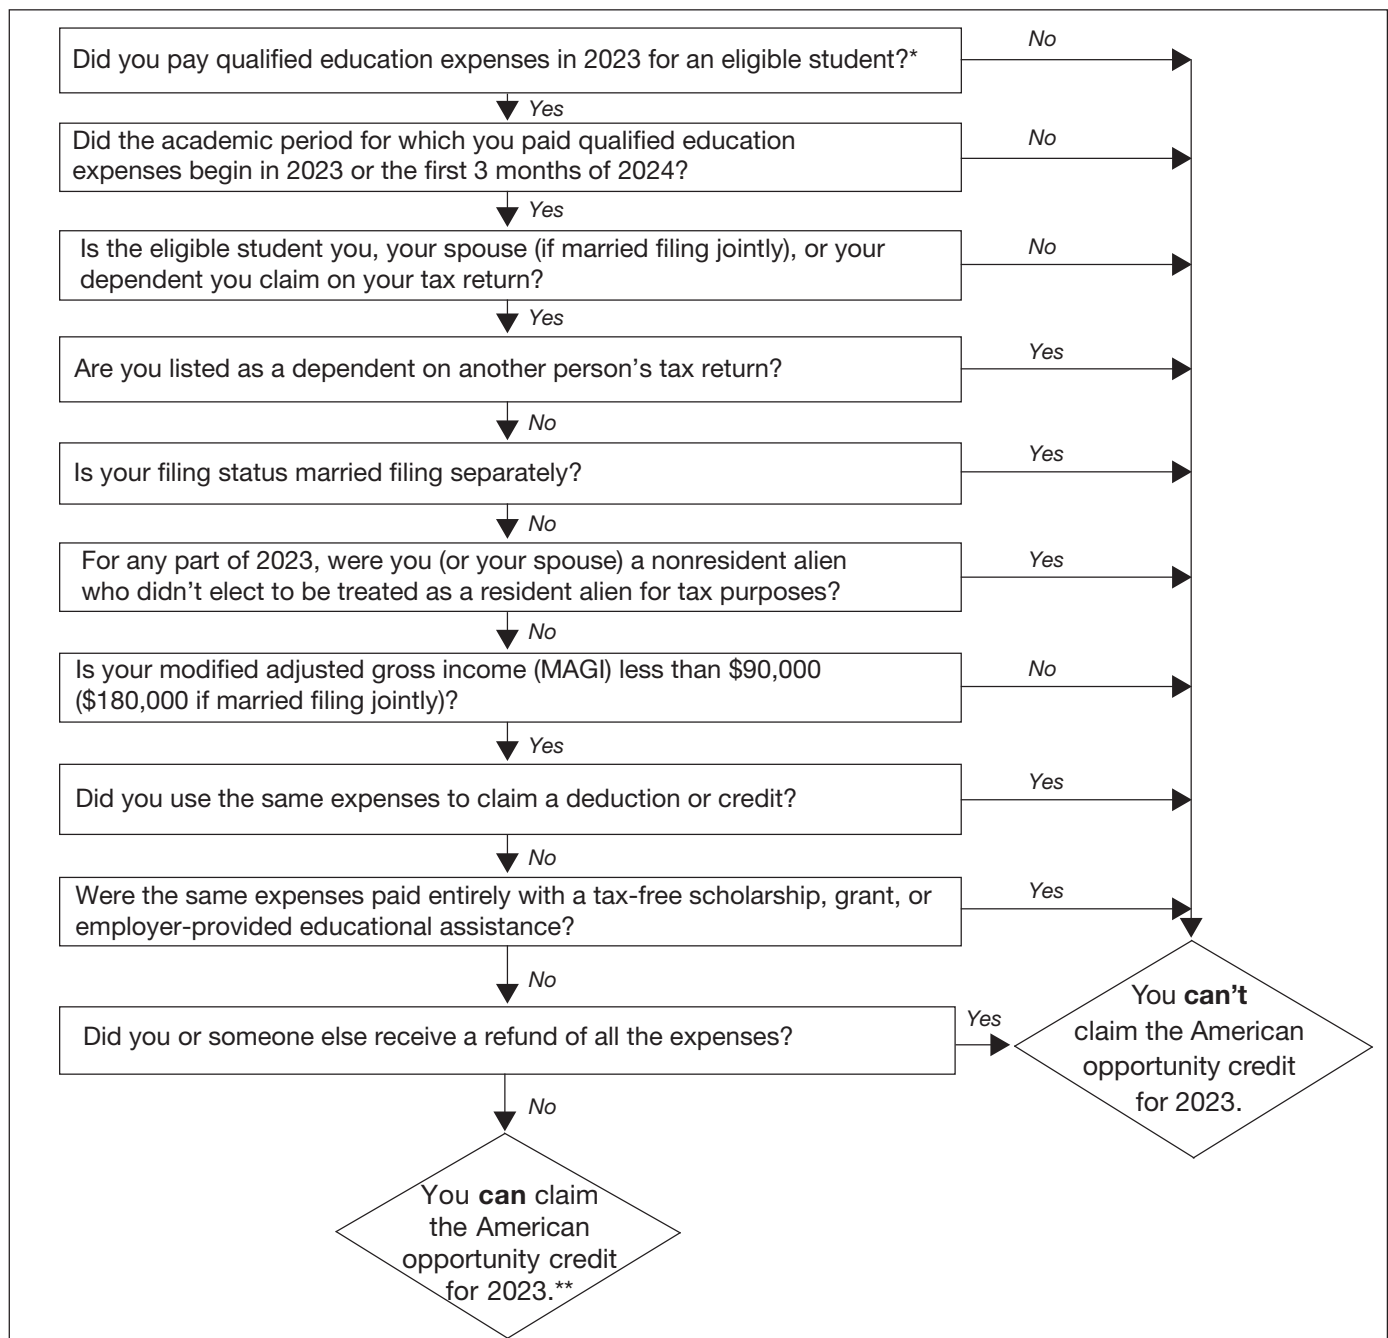 Did you pay qualified education expenses in 2023 for an eligible student?*
No
Yes
Did the academic period for which you paid qualified education
expenses begin in 2023 or the first 3 months of 2024?
No
Yes
Is the eligible student you, your spouse (if married filing jointly), or your
dependent you claim on your tax return?
No
Yes
Are you listed as a dependent on another person’s tax return?
Yes
No
Is your filing status married filing separately?
Yes
No
For any part of 2023, were you (or your spouse) a nonresident alien
who didn’t elect to be treated as a resident alien for tax purposes?
Yes
No
Is your modified adjusted gross income (MAGI) less than $90,000
($180,000 if married filing jointly)?
No
Yes
Did you use the same expenses to claim a deduction or credit?
Yes
No
Were the same expenses paid entirely with a tax-free scholarship, grant, or
employer-provided educational assistance?
Yes
No
Did you or someone else receive a refund of all the expenses?
Yes
You can’t
claim the American
opportunity credit
for 2023.
No
You can claim
the American
opportunity credit
for 2023.**